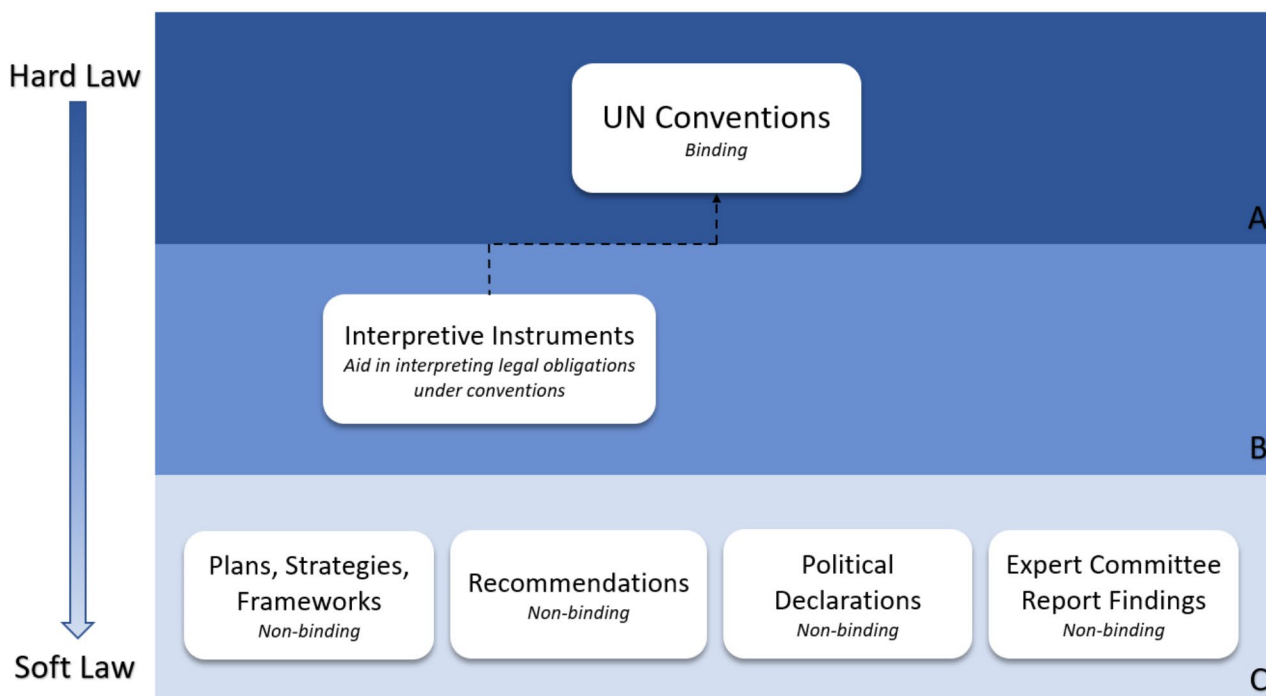 Hard Law
UN Conventions
Binding
A
Interpretive Instruments
Aid in interpreting legal obligations
under conventions
B
Plans, Strategies,
Frameworks
Non-binding
Recommendations
Non-binding
Political
Declarations
Non-binding
Expert Committee
Report Findings
Non-binding
Soft Law
C